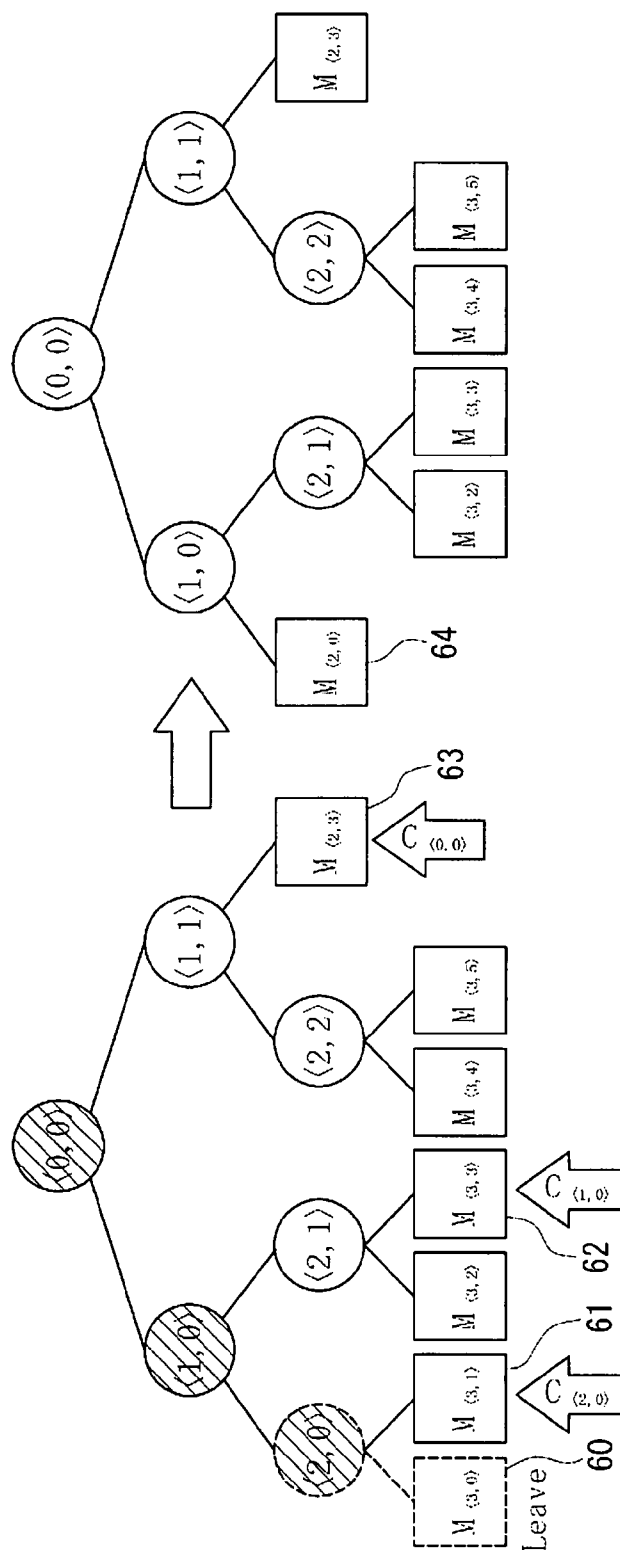 ⟨0,0⟩
⟨1,0⟩
⟨1,1⟩
⟨2,0⟩
⟨2,1⟩
⟨2,2⟩
M ⟨2,3⟩
63
C ⟨0,0⟩
M ⟨3,0⟩
M ⟨3,1⟩
M ⟨3,2⟩
M ⟨3,3⟩
M ⟨3,4⟩
M ⟨3,5⟩
60
61
62
Leave
C ⟨2,0⟩
C ⟨1,0⟩
⟨0,0⟩
⟨1,0⟩
⟨1,1⟩
M ⟨2,0⟩
⟨2,1⟩
⟨2,2⟩
M ⟨2,3⟩
64
M ⟨3,2⟩
M ⟨3,3⟩
M ⟨3,4⟩
M ⟨3,5⟩